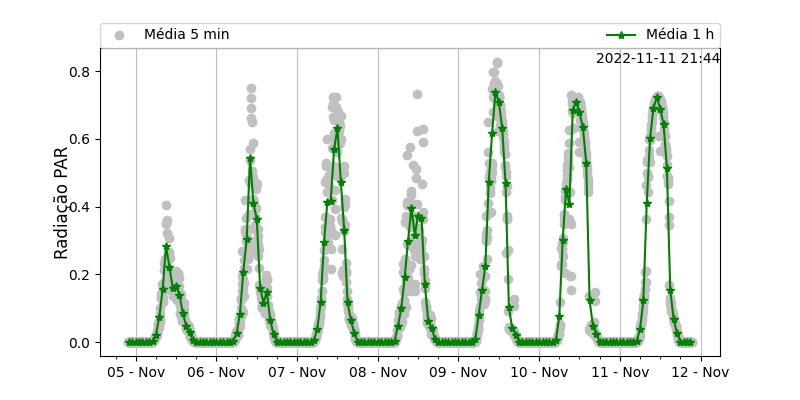 Média 5 min
Média 1 h
2022-11-11 21:44
Radiação PAR
0.8
0.6
0.4
0.2
0.0
05 - Nov
06 - Nov
07 - Nov
08 - Nov
09 - Nov
10 - Nov
11 - Nov
12 - Nov